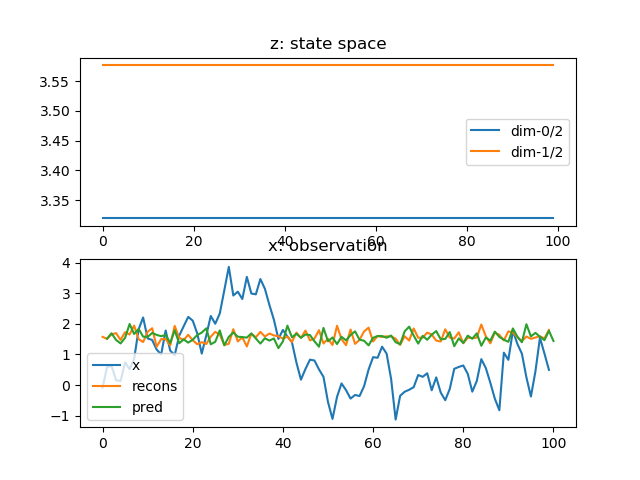 z: state space
3.55
3.50
3.45
3.40
3.35
dim-0/2
dim-1/2
0 20 40 60 80 100
x: observation
4
3
2
1
0
−1
x
recons
pred
0 20 40 60 80 100